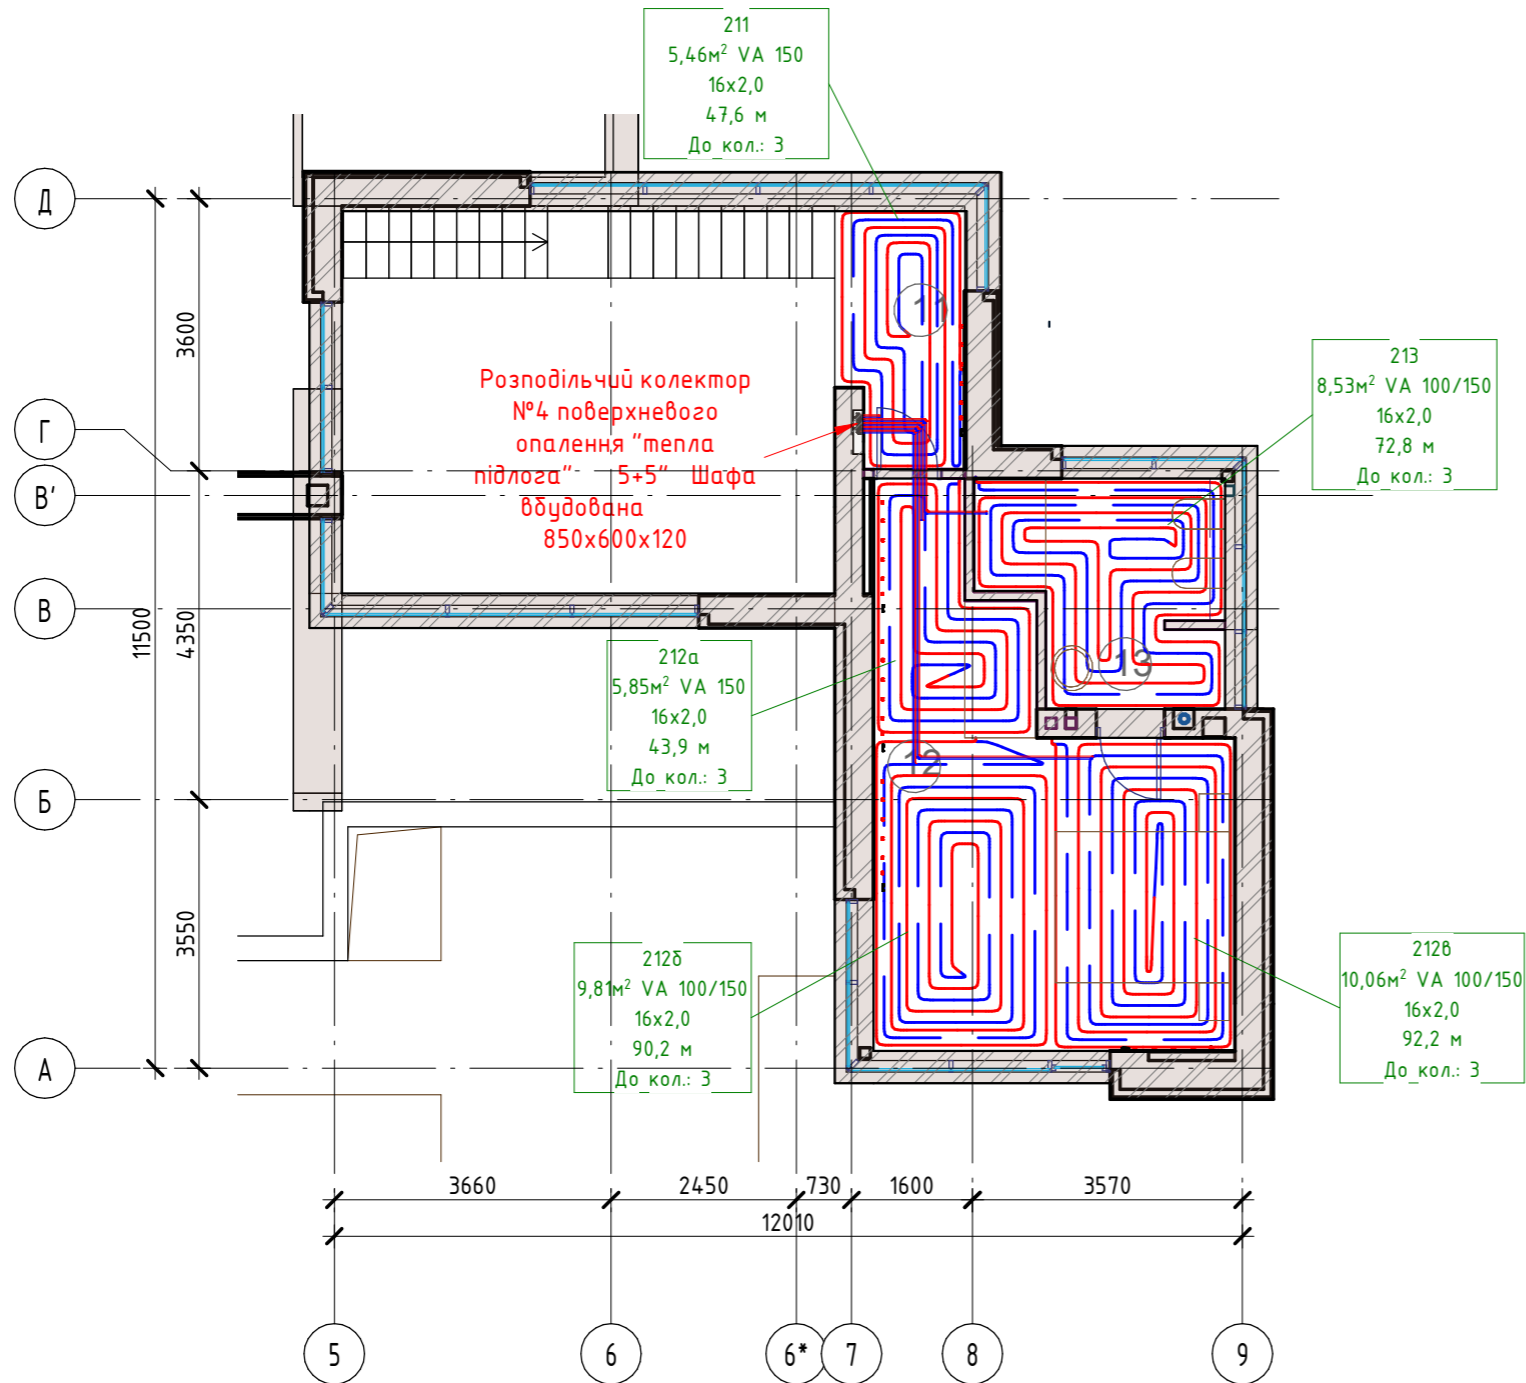 211
5,46м² VA 150
16x2,0
47,6 м
До кол.: 3
Д
Г
В'
В
Б
А
3600
4350
3550
11500
11
Розподільчий колектор
№4 поверхневого
опалення "тепла
підлога" 5+5" Шафа
вбудована
850x600x120
213
8,53м² VA 100/150
16x2,0
72,8 м
До кол.: 3
212а
5,85м² VA 150
16x2,0
43,9 м
До кол.: 3
13
12
212б
9,81м² VA 100/150
16x2,0
90,2 м
До кол.: 3
212в
10,06м² VA 100/150
16x2,0
92,2 м
До кол.: 3
3660
2450
730
1600
3570
12010
5
6
6*
7
8
9